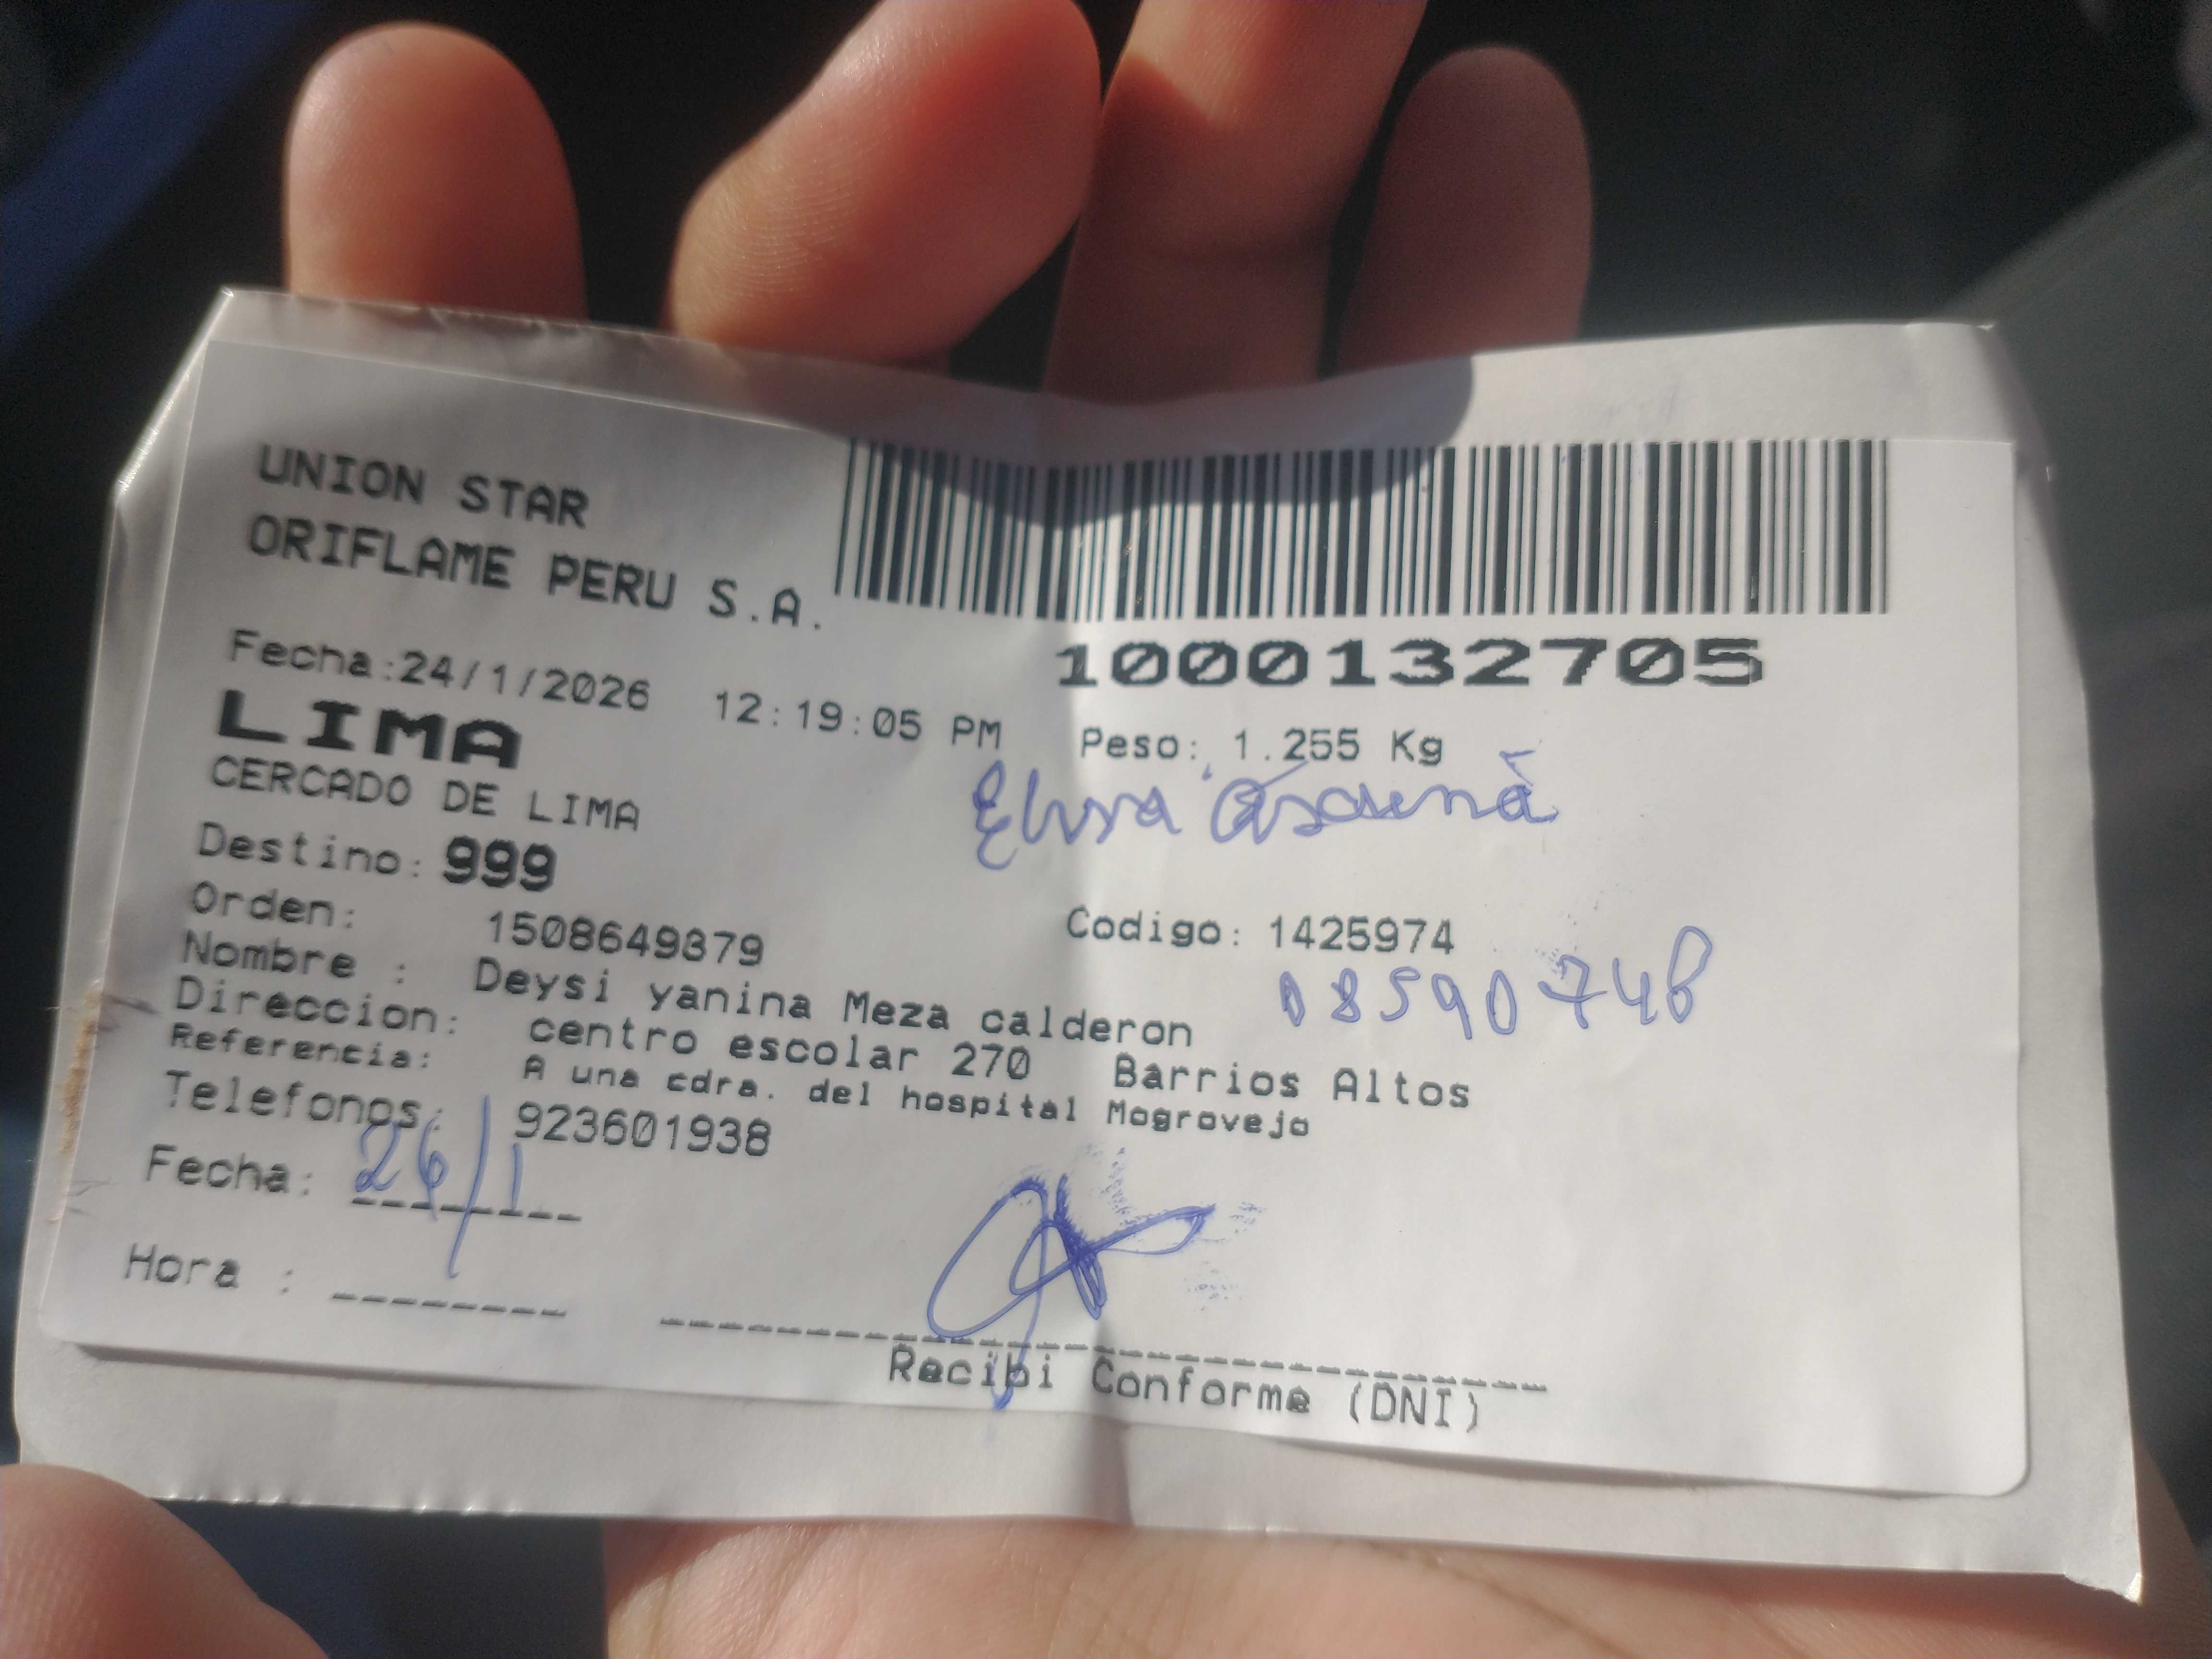 UNION STAR
ORIFLAME PERU S.A.
1000132705
Fecha:24/1/2026 12:19:05 PM
Peso: 1.255 Kg
LIMA
CERCADO DE LIMA
Destino: 999
Orden: 1508649379
Codigo: 1425974
08590748
Nombre : Deysi yanina Meza calderon
Direccion: centro escolar 270 Barrios Altos
Referencia: A una cdra. del hospital Mogrovejo
Telefonos: 923601938
Fecha: 26/1
Hora :
Recibi Conforme (DNI)